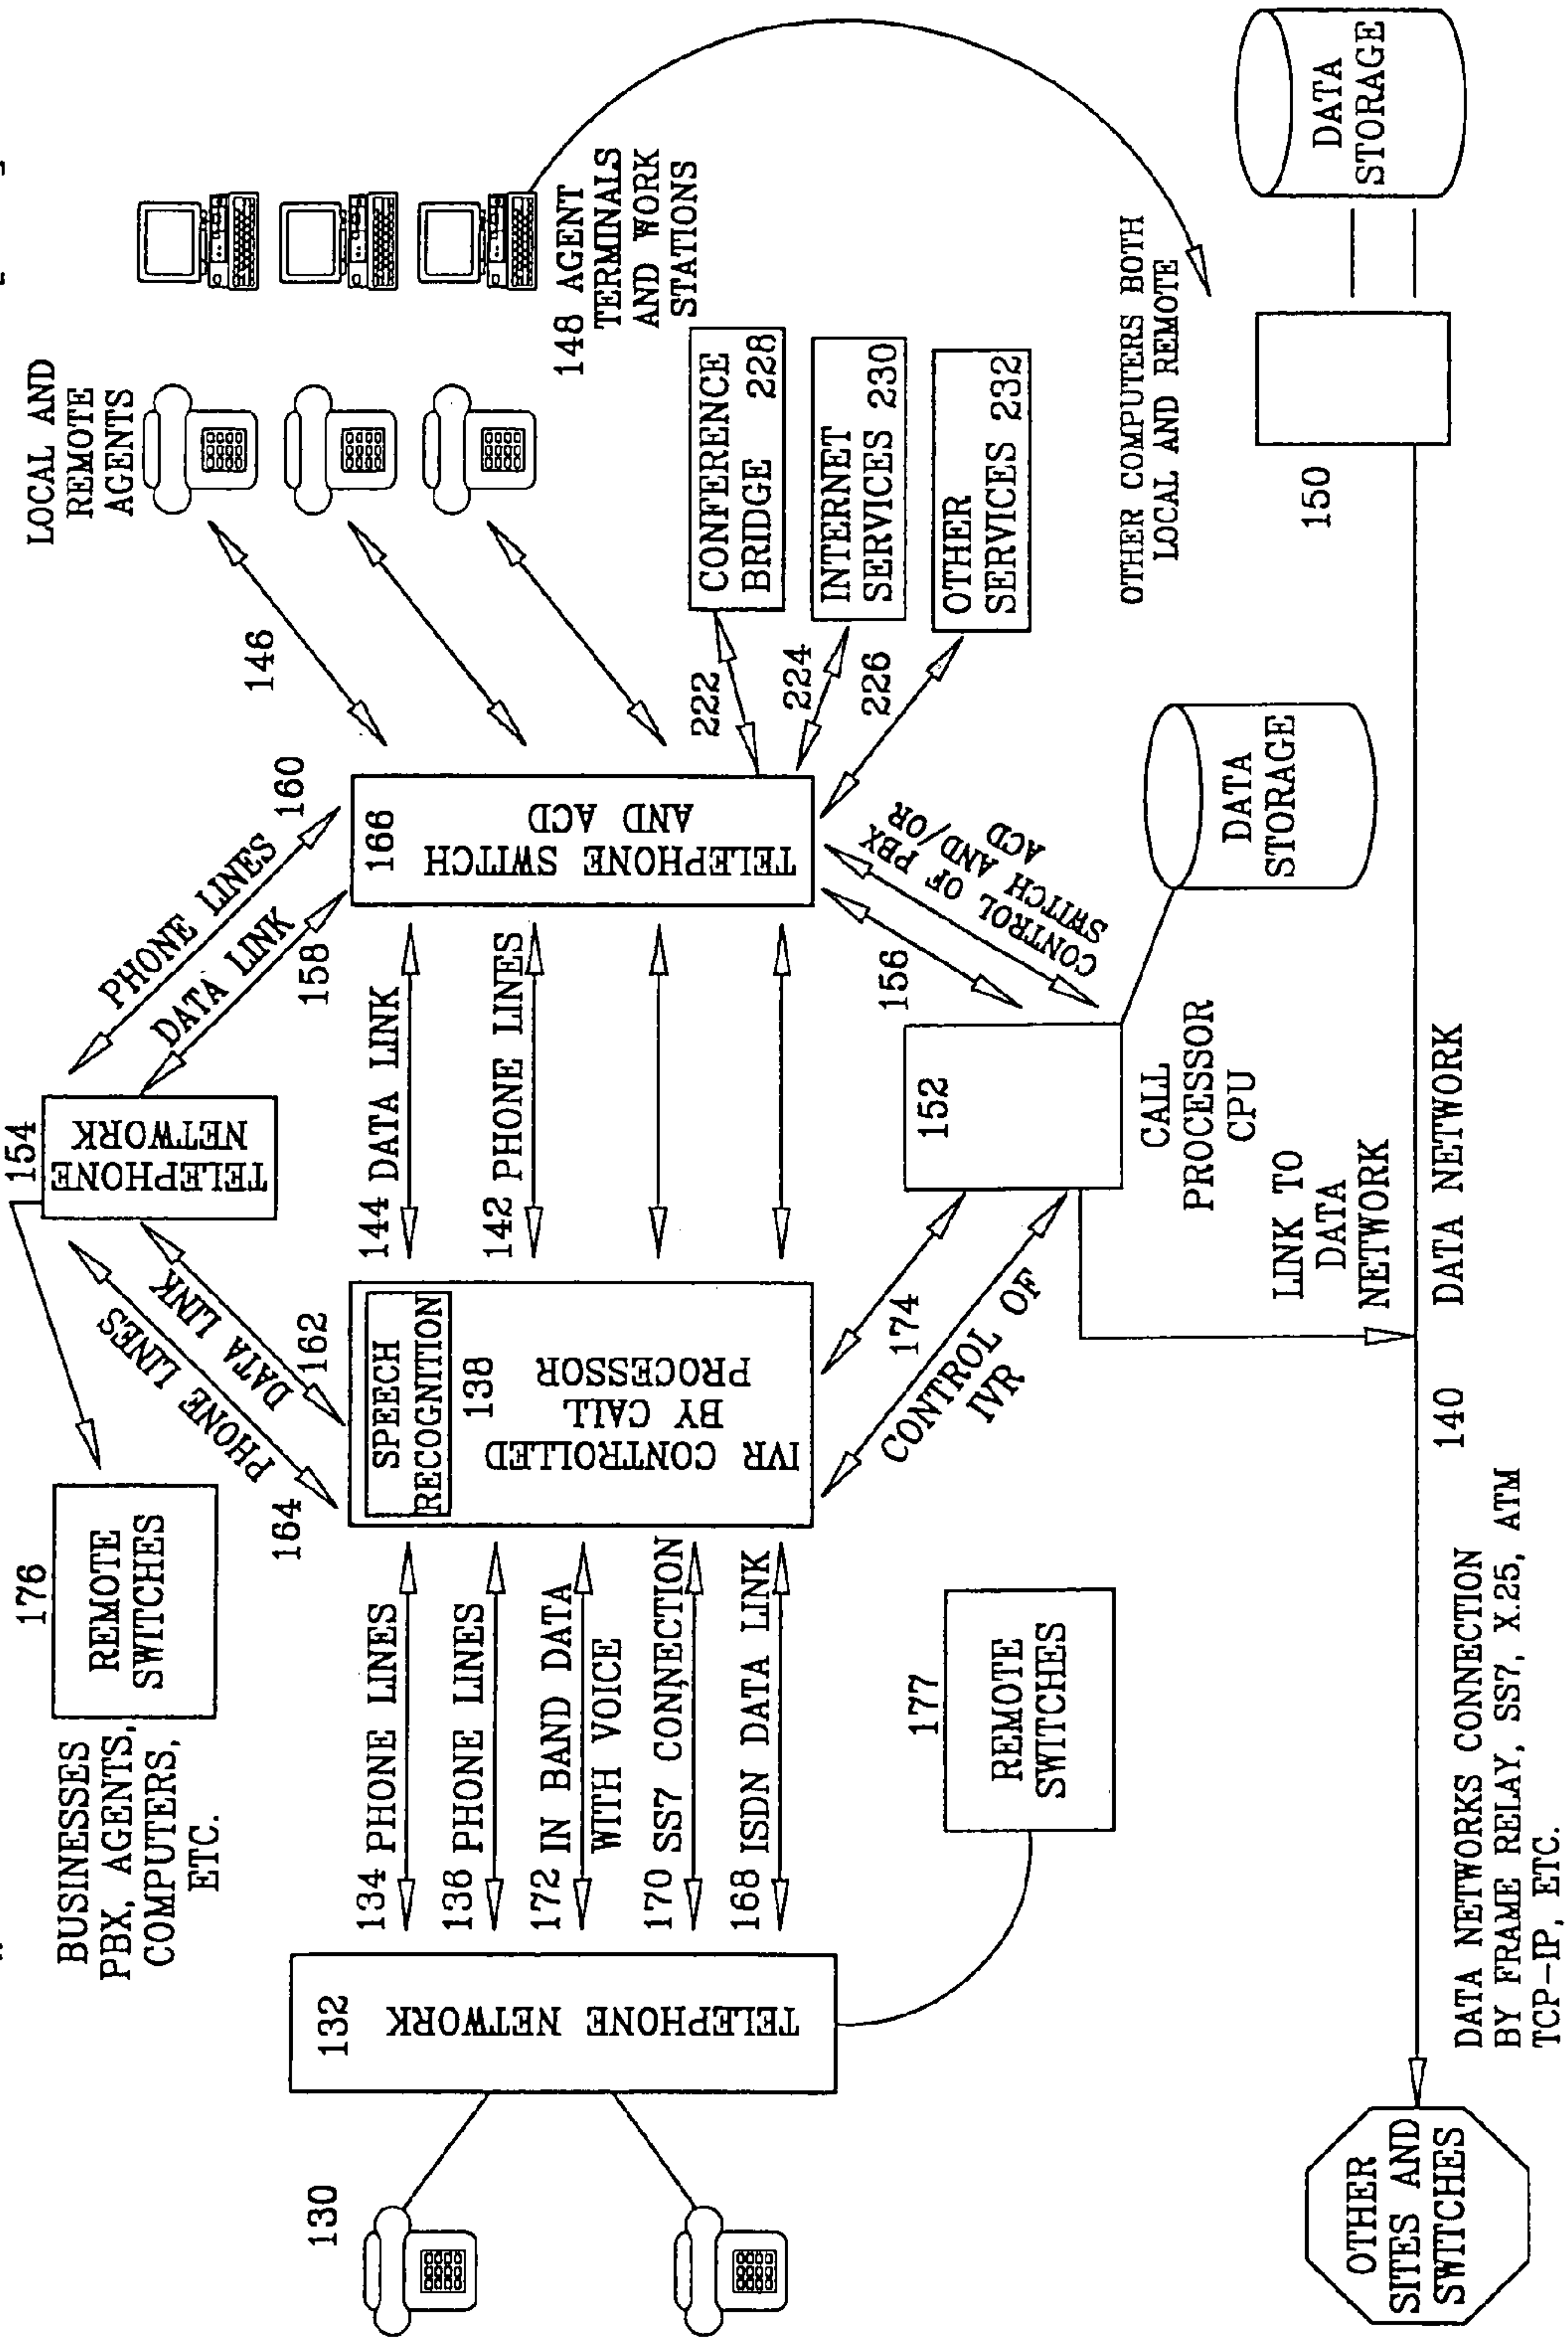 LOCAL AND
REMOTE
AGENTS
148 AGENT
TERMINALS
AND WORK
STATIONS
146
160
PHONE LINES
DATA LINK
158
154
TELEPHONE
NETWORK
176
REMOTE
SWITCHES
BUSINESSES
PBX, AGENTS,
COMPUTERS,
ETC.
PHONE LINES
DATA LINK
162
164
130
132
TELEPHONE NETWORK
134 PHONE LINES
136 PHONE LINES
172 IN BAND DATA
WITH VOICE
170 SS7 CONNECTION
168 ISDN DATA LINK
SPEECH
RECOGNITION
138
IVR CONTROLLED
BY CALL
PROCESSOR
144 DATA LINK
142 PHONE LINES
166
TELEPHONE SWITCH
AND ACD
222
224
226
CONFERENCE
BRIDGE 228
INTERNET
SERVICES 230
OTHER
SERVICES 232
177
REMOTE
SWITCHES
174
CONTROL OF
IVR
152
CALL
PROCESSOR
CPU
156
CONTROL OF PBX
SWITCH AND/OR
ACD
DATA
STORAGE
LINK TO
DATA
NETWORK
OTHER COMPUTERS BOTH
LOCAL AND REMOTE
150
DATA
STORAGE
140 DATA NETWORK
DATA NETWORKS CONNECTION
BY FRAME RELAY, SS7, X.25, ATM
TCP-IP, ETC.
OTHER
SITES AND
SWITCHES